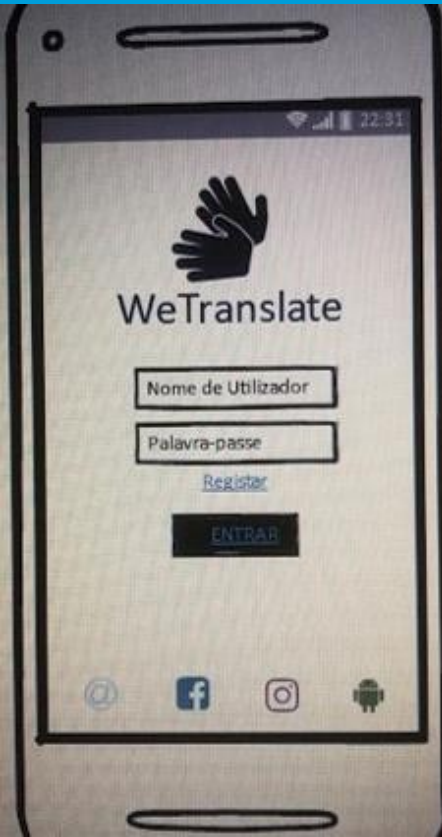 22:31
WeTranslate
Nome de Utilizador
Palavra-passe
Registar
ENTRAR